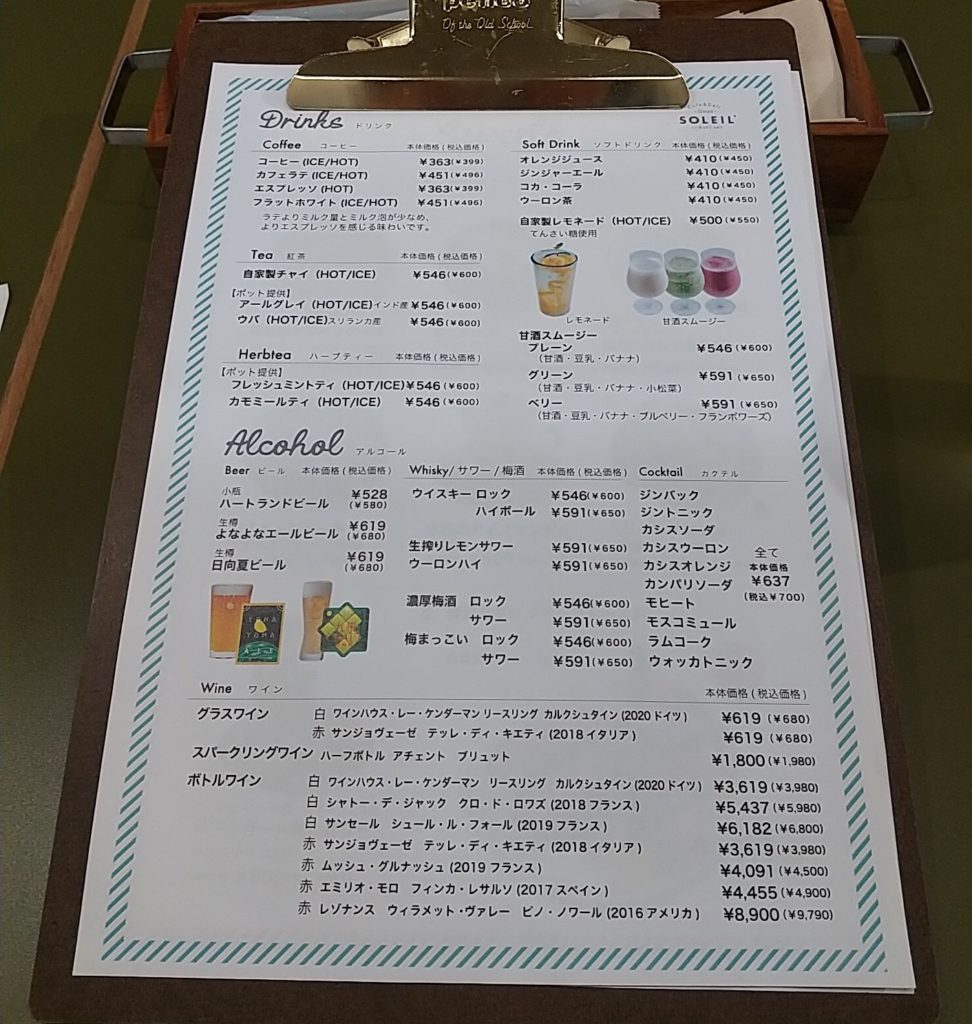 Of the Old School
Drinks ドリンク
SOLEIL
Coffee コーヒー 本体価格(税込価格)
コーヒー(ICE/HOT) ¥363(¥399)
カフェラテ(ICE/HOT) ¥451(¥496)
エスプレッソ(HOT) ¥363(¥399)
フラットホワイト(ICE/HOT) ¥451(¥496)
ラテよりミルク量とミルク泡が少なめ、
よりエスプレッソを感じる味わいです。
Tea 紅茶 本体価格(税込価格)
自家製チャイ(HOT/ICE) ¥546(¥600)
【ポット提供】
アールグレイ(HOT/ICE)インド産 ¥546(¥600)
ウバ(HOT/ICE)スリランカ産 ¥546(¥600)
Herbtea ハーブティー 本体価格(税込価格)
【ポット提供】
フレッシュミントティ(HOT/ICE)¥546(¥600)
カモミールティ(HOT/ICE) ¥546(¥600)
Soft Drink ソフトドリンク 本体価格(税込価格)
オレンジジュース ¥410(¥450)
ジンジャーエール ¥410(¥450)
コカ・コーラ ¥410(¥450)
ウーロン茶 ¥410(¥450)
自家製レモネード(HOT/ICE) ¥500(¥550)
てんさい糖使用
レモネード 甘酒スムージー
甘酒スムージー
プレーン ¥546(¥600)
(甘酒・豆乳・バナナ)
グリーン ¥591(¥650)
(甘酒・豆乳・バナナ・小松菜)
ベリー ¥591(¥650)
(甘酒・豆乳・バナナ・ブルベリー・フランボワーズ)
Alcohol アルコール
Beer ビール 本体価格(税込価格)
小瓶
ハートランドビール ¥528
(¥580)
生樽
よなよなエールビール ¥619
(¥680)
生樽
日向夏ビール ¥619
(¥680)
YONA
YONA
Whisky/サワー/梅酒 本体価格(税込価格)
ウイスキー ロック ¥546(¥600)
ハイボール ¥591(¥650)
生搾りレモンサワー ¥591(¥650)
ウーロンハイ ¥591(¥650)
濃厚梅酒 ロック ¥546(¥600)
サワー ¥591(¥650)
梅まっこい ロック ¥546(¥600)
サワー ¥591(¥650)
Cocktail カクテル
ジンバック
ジントニック
カシスソーダ
カシスウーロン
カシスオレンジ
カンパリソーダ
モヒート
モスコミュール
ラムコーク
ウォッカトニック
全て
本体価格
¥637
(税込¥700)
Wine ワイン 本体価格(税込価格)
グラスワイン 白 ワインハウス・レー・ケンダーマン リースリング カルクシュタイン(2020 ドイツ) ¥619(¥680)
赤 サンジョヴェーゼ テッレ・ディ・キエティ(2018 イタリア) ¥619(¥680)
スパークリングワイン ハーフボトル アチェント ブリュット ¥1,800(¥1,980)
ボトルワイン 白 ワインハウス・レー・ケンダーマン リースリング カルクシュタイン(2020 ドイツ) ¥3,619(¥3,980)
白 シャトー・デ・ジャック クロ・ド・ロワズ(2018 フランス) ¥5,437(¥5,980)
白 サンセール シュール・ル・フォール(2019 フランス) ¥6,182(¥6,800)
赤 サンジョヴェーゼ テッレ・ディ・キエティ(2018 イタリア) ¥3,619(¥3,980)
赤 ムッシュ・グルナッシュ(2019 フランス) ¥4,091(¥4,500)
赤 エミリオ・モロ フィンカ・レサルソ(2017 スペイン) ¥4,455(¥4,900)
赤 レゾナンス ウィラメット・ヴァレー ピノ・ノワール(2016 アメリカ) ¥8,900(¥9,790)